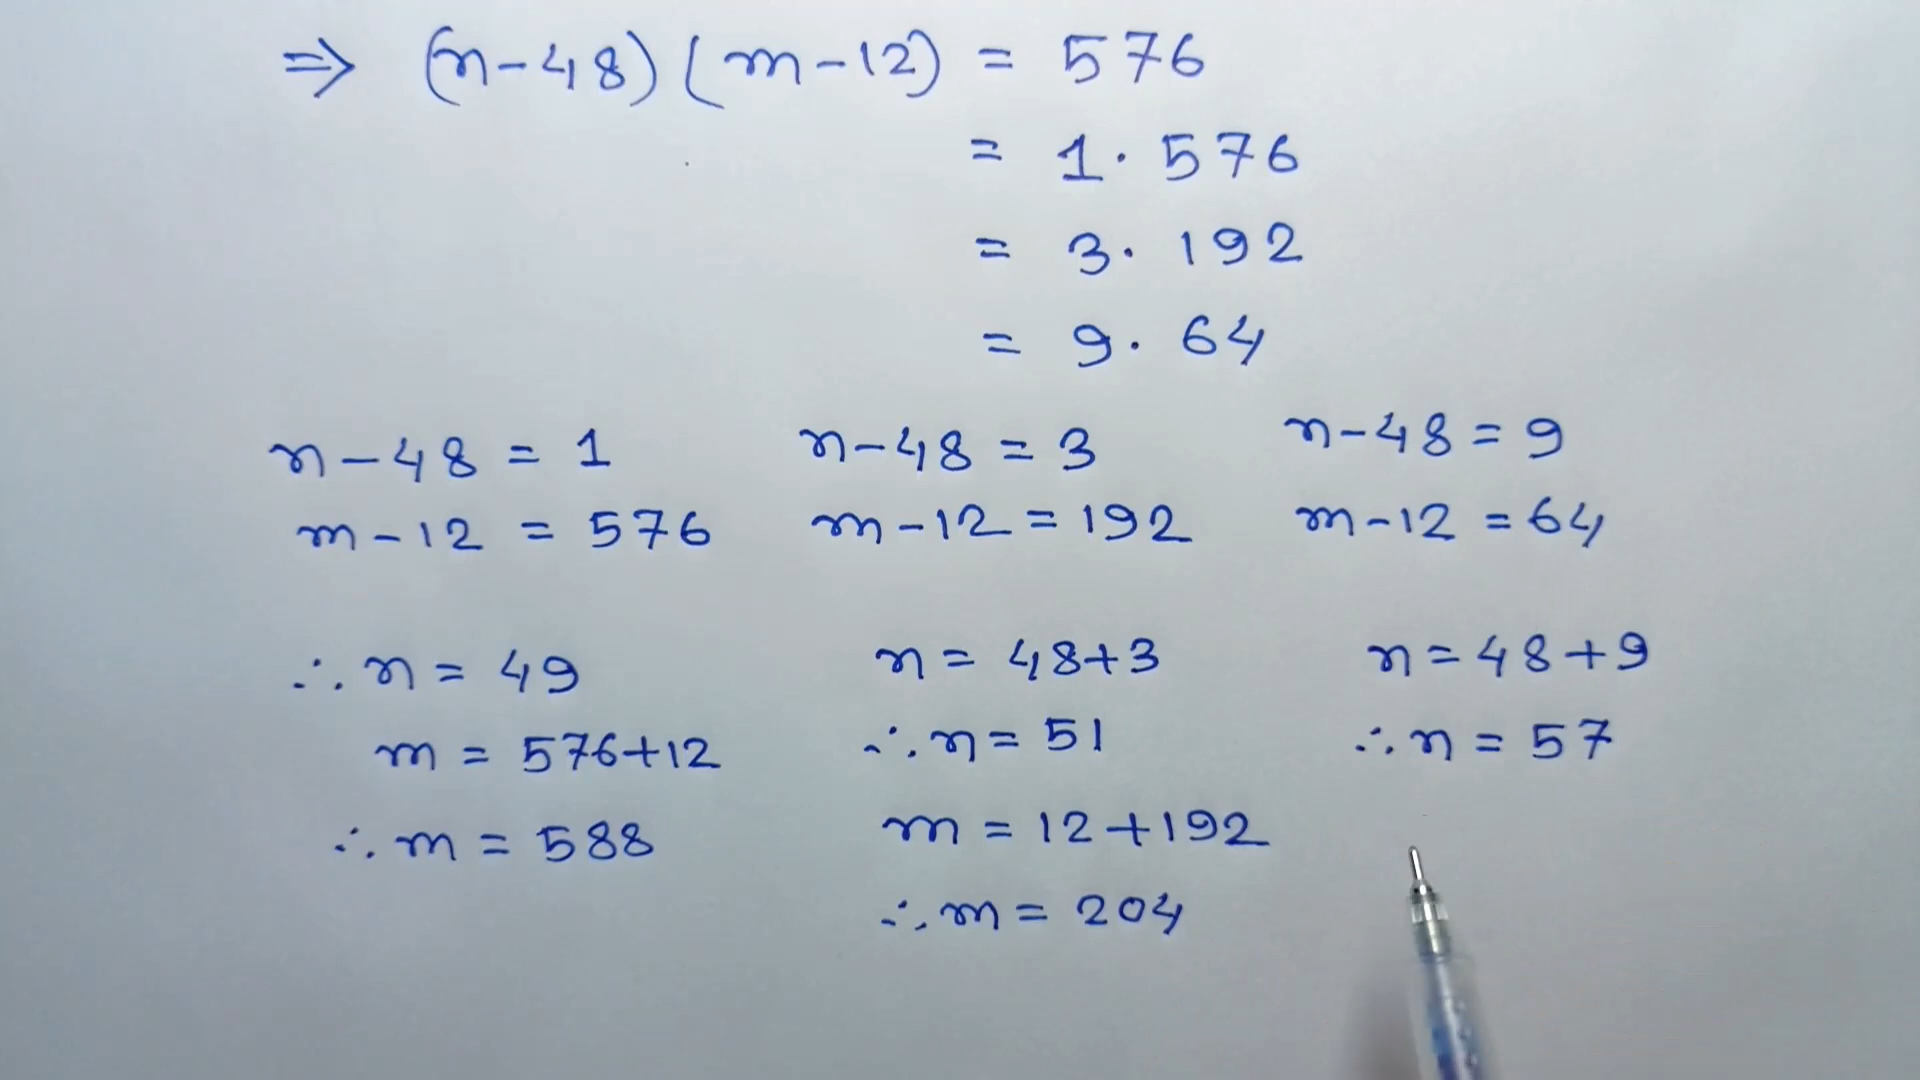 ⇒ (n-48)(m-12) = 576
= 1·576
= 3·192
= 9·64
n-48 = 1
m-12 = 576
∴ n = 49
m = 576+12
∴ m = 588
n-48 = 3
m-12 = 192
n = 48+3
∴ n = 51
m = 12+192
∴ m = 204
n-48 = 9
m-12 = 64
n = 48+9
∴ n = 57